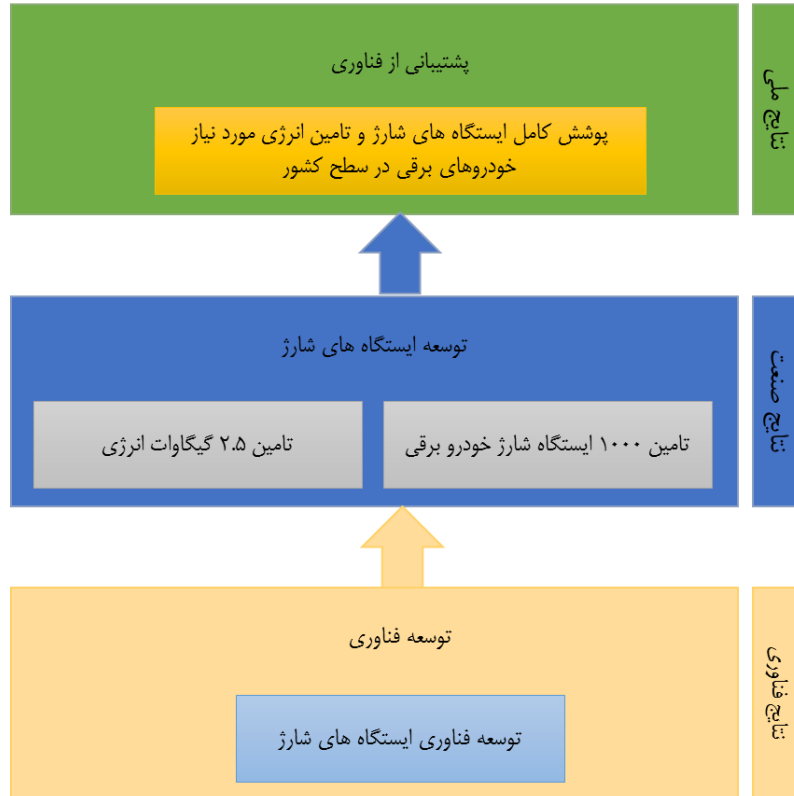 نتایج ملی
پشتیبانی از فناوری
پوشش کامل ایستگاه های شارژ و تامین انرژی مورد نیاز
خودروهای برقی در سطح کشور
نتایج صنعت
توسعه ایستگاه های شارژ
تامین ۱۰۰۰ ایستگاه شارژ خودرو برقی
تامین ۲.۵ گیگاوات انرژی
نتایج فناوری
توسعه فناوری
توسعه فناوری ایستگاه های شارژ